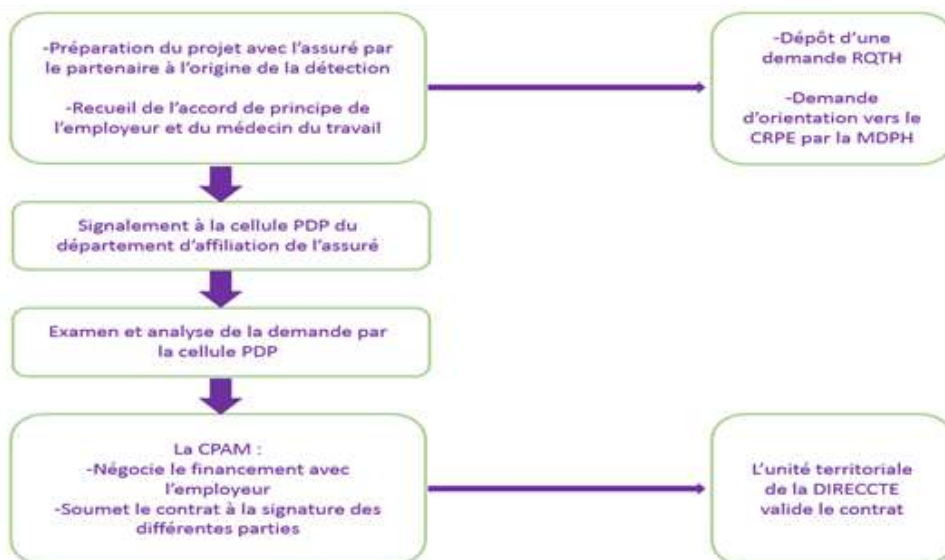 -Préparation du projet avec l'assuré par
le partenaire à l'origine de la détection
-Recueil de l'accord de principe de
l'employeur et du médecin du travail
-Dépôt d'une
demande RQTH
-Demande
d'orientation vers le
CRPE par la MDPH
Signalement à la cellule PDP du
département d'affiliation de l'assuré
Examen et analyse de la demande par
la cellule PDP
La CPAM :
-Négocie le financement avec
l'employeur
-Soumet le contrat à la signature des
différentes parties
L'unité territoriale
de la DIRECCTE
valide le contrat